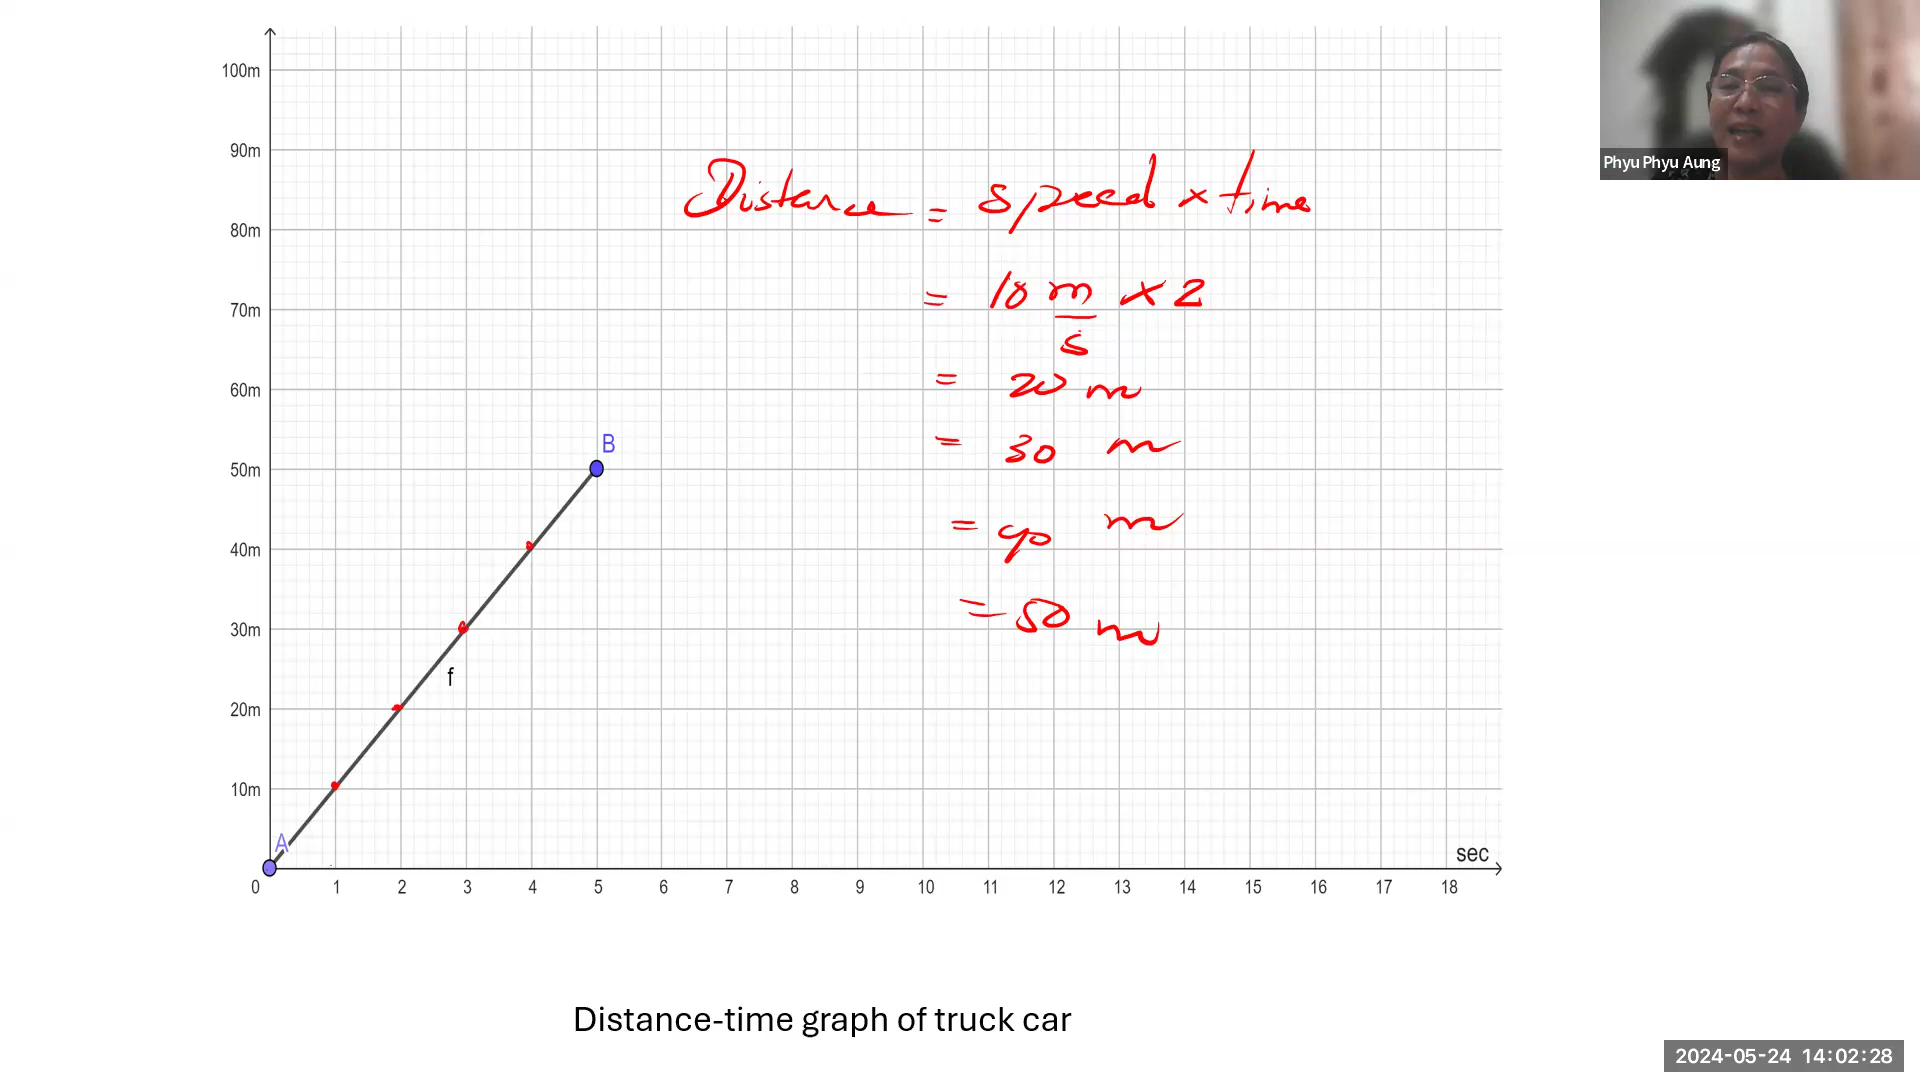 100m
90m
80m
70m
60m
50m
40m
30m
20m
10m
0 1 2 3 4 5 6 7 8 9 10 11 12 13 14 15 16 17 18
sec
A
B
f
Distance = speed × time
= 10 m/s × 2
= 20 m
= 30 m
= 40 m
= 50 m
Distance-time graph of truck car
Phyu Phyu Aung
2024-05-24 14:02:28